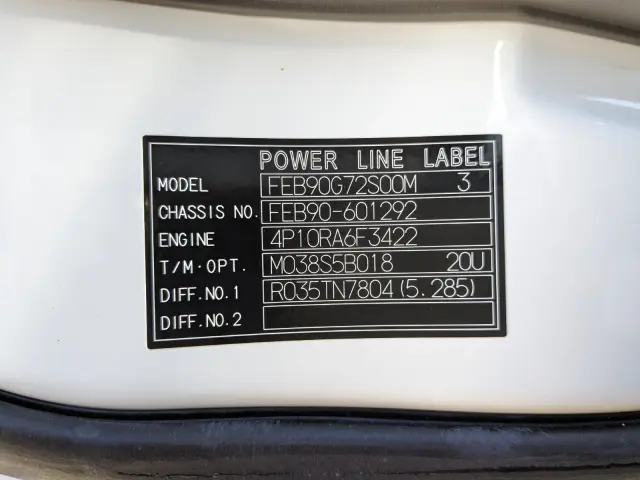 POWER LINE LABEL
MODEL FEB90G72S00M 3
CHASSIS NO. FEB90-601292
ENGINE 4P10RA6F3422
T/M·OPT. M038S5B018 20U
DIFF.NO.1 R035TN7804(5.285)
DIFF.NO.2